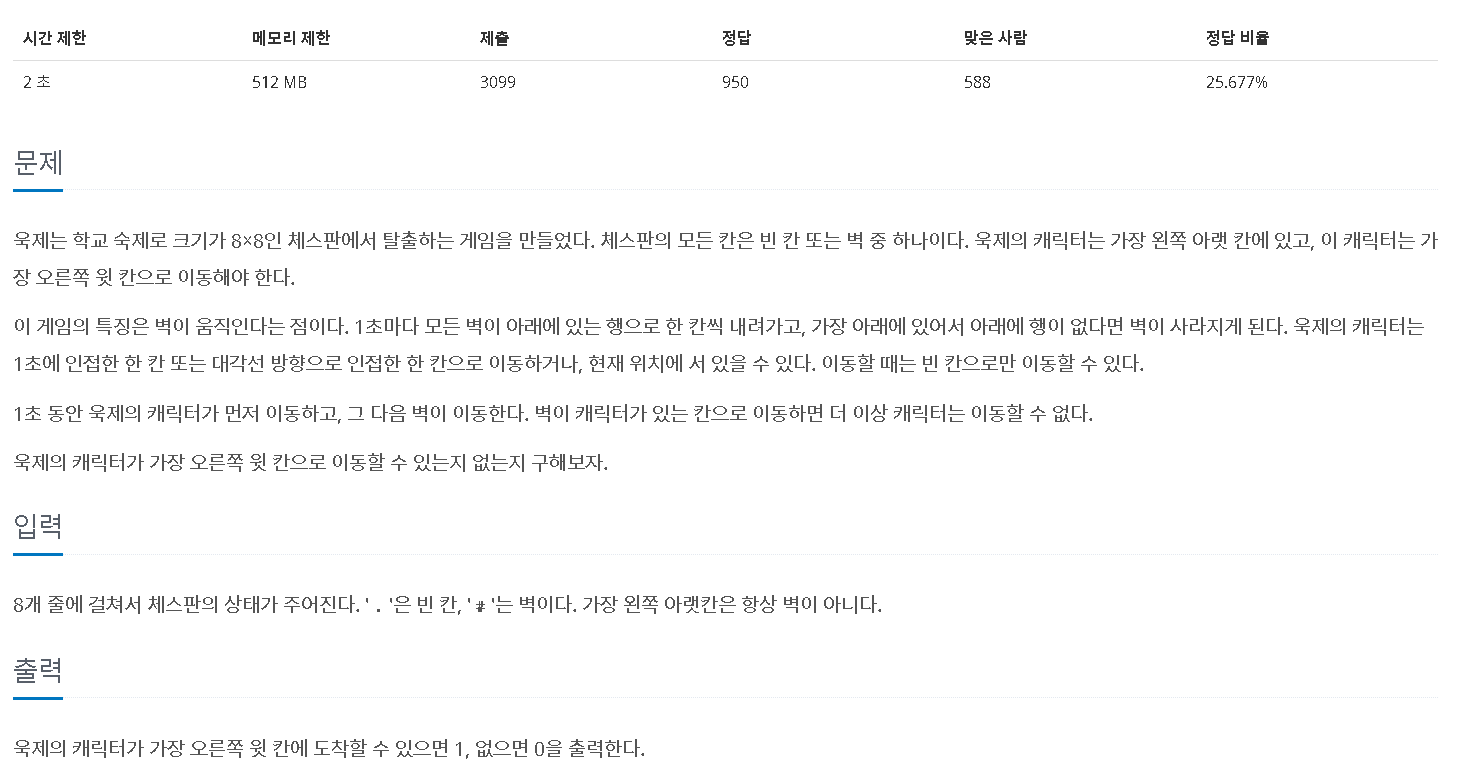 시간 제한 메모리 제한 제출 정답 맞은 사람 정답 비율
2 초 512 MB 3099 950 588 25.677%
문제
욱제는 학교 숙제로 크기가 8×8인 체스판에서 탈출하는 게임을 만들었다. 체스판의 모든 칸은 빈 칸 또는 벽 중 하나이다. 욱제의 캐릭터는 가장 왼쪽 아랫 칸에 있고, 이 캐릭터는 가
장 오른쪽 윗 칸으로 이동해야 한다.
이 게임의 특징은 벽이 움직인다는 점이다. 1초마다 모든 벽이 아래에 있는 행으로 한 칸씩 내려가고, 가장 아래에 있어서 아래에 행이 없다면 벽이 사라지게 된다. 욱제의 캐릭터는
1초에 인접한 한 칸 또는 대각선 방향으로 인접한 한 칸으로 이동하거나, 현재 위치에 서 있을 수 있다. 이동할 때는 빈 칸으로만 이동할 수 있다.
1초 동안 욱제의 캐릭터가 먼저 이동하고, 그 다음 벽이 이동한다. 벽이 캐릭터가 있는 칸으로 이동하면 더 이상 캐릭터는 이동할 수 없다.
욱제의 캐릭터가 가장 오른쪽 윗 칸으로 이동할 수 있는지 없는지 구해보자.
입력
8개 줄에 걸쳐서 체스판의 상태가 주어진다. '.'은 빈 칸, '#'는 벽이다. 가장 왼쪽 아랫칸은 항상 벽이 아니다.
출력
욱제의 캐릭터가 가장 오른쪽 윗 칸에 도착할 수 있으면 1, 없으면 0을 출력한다.